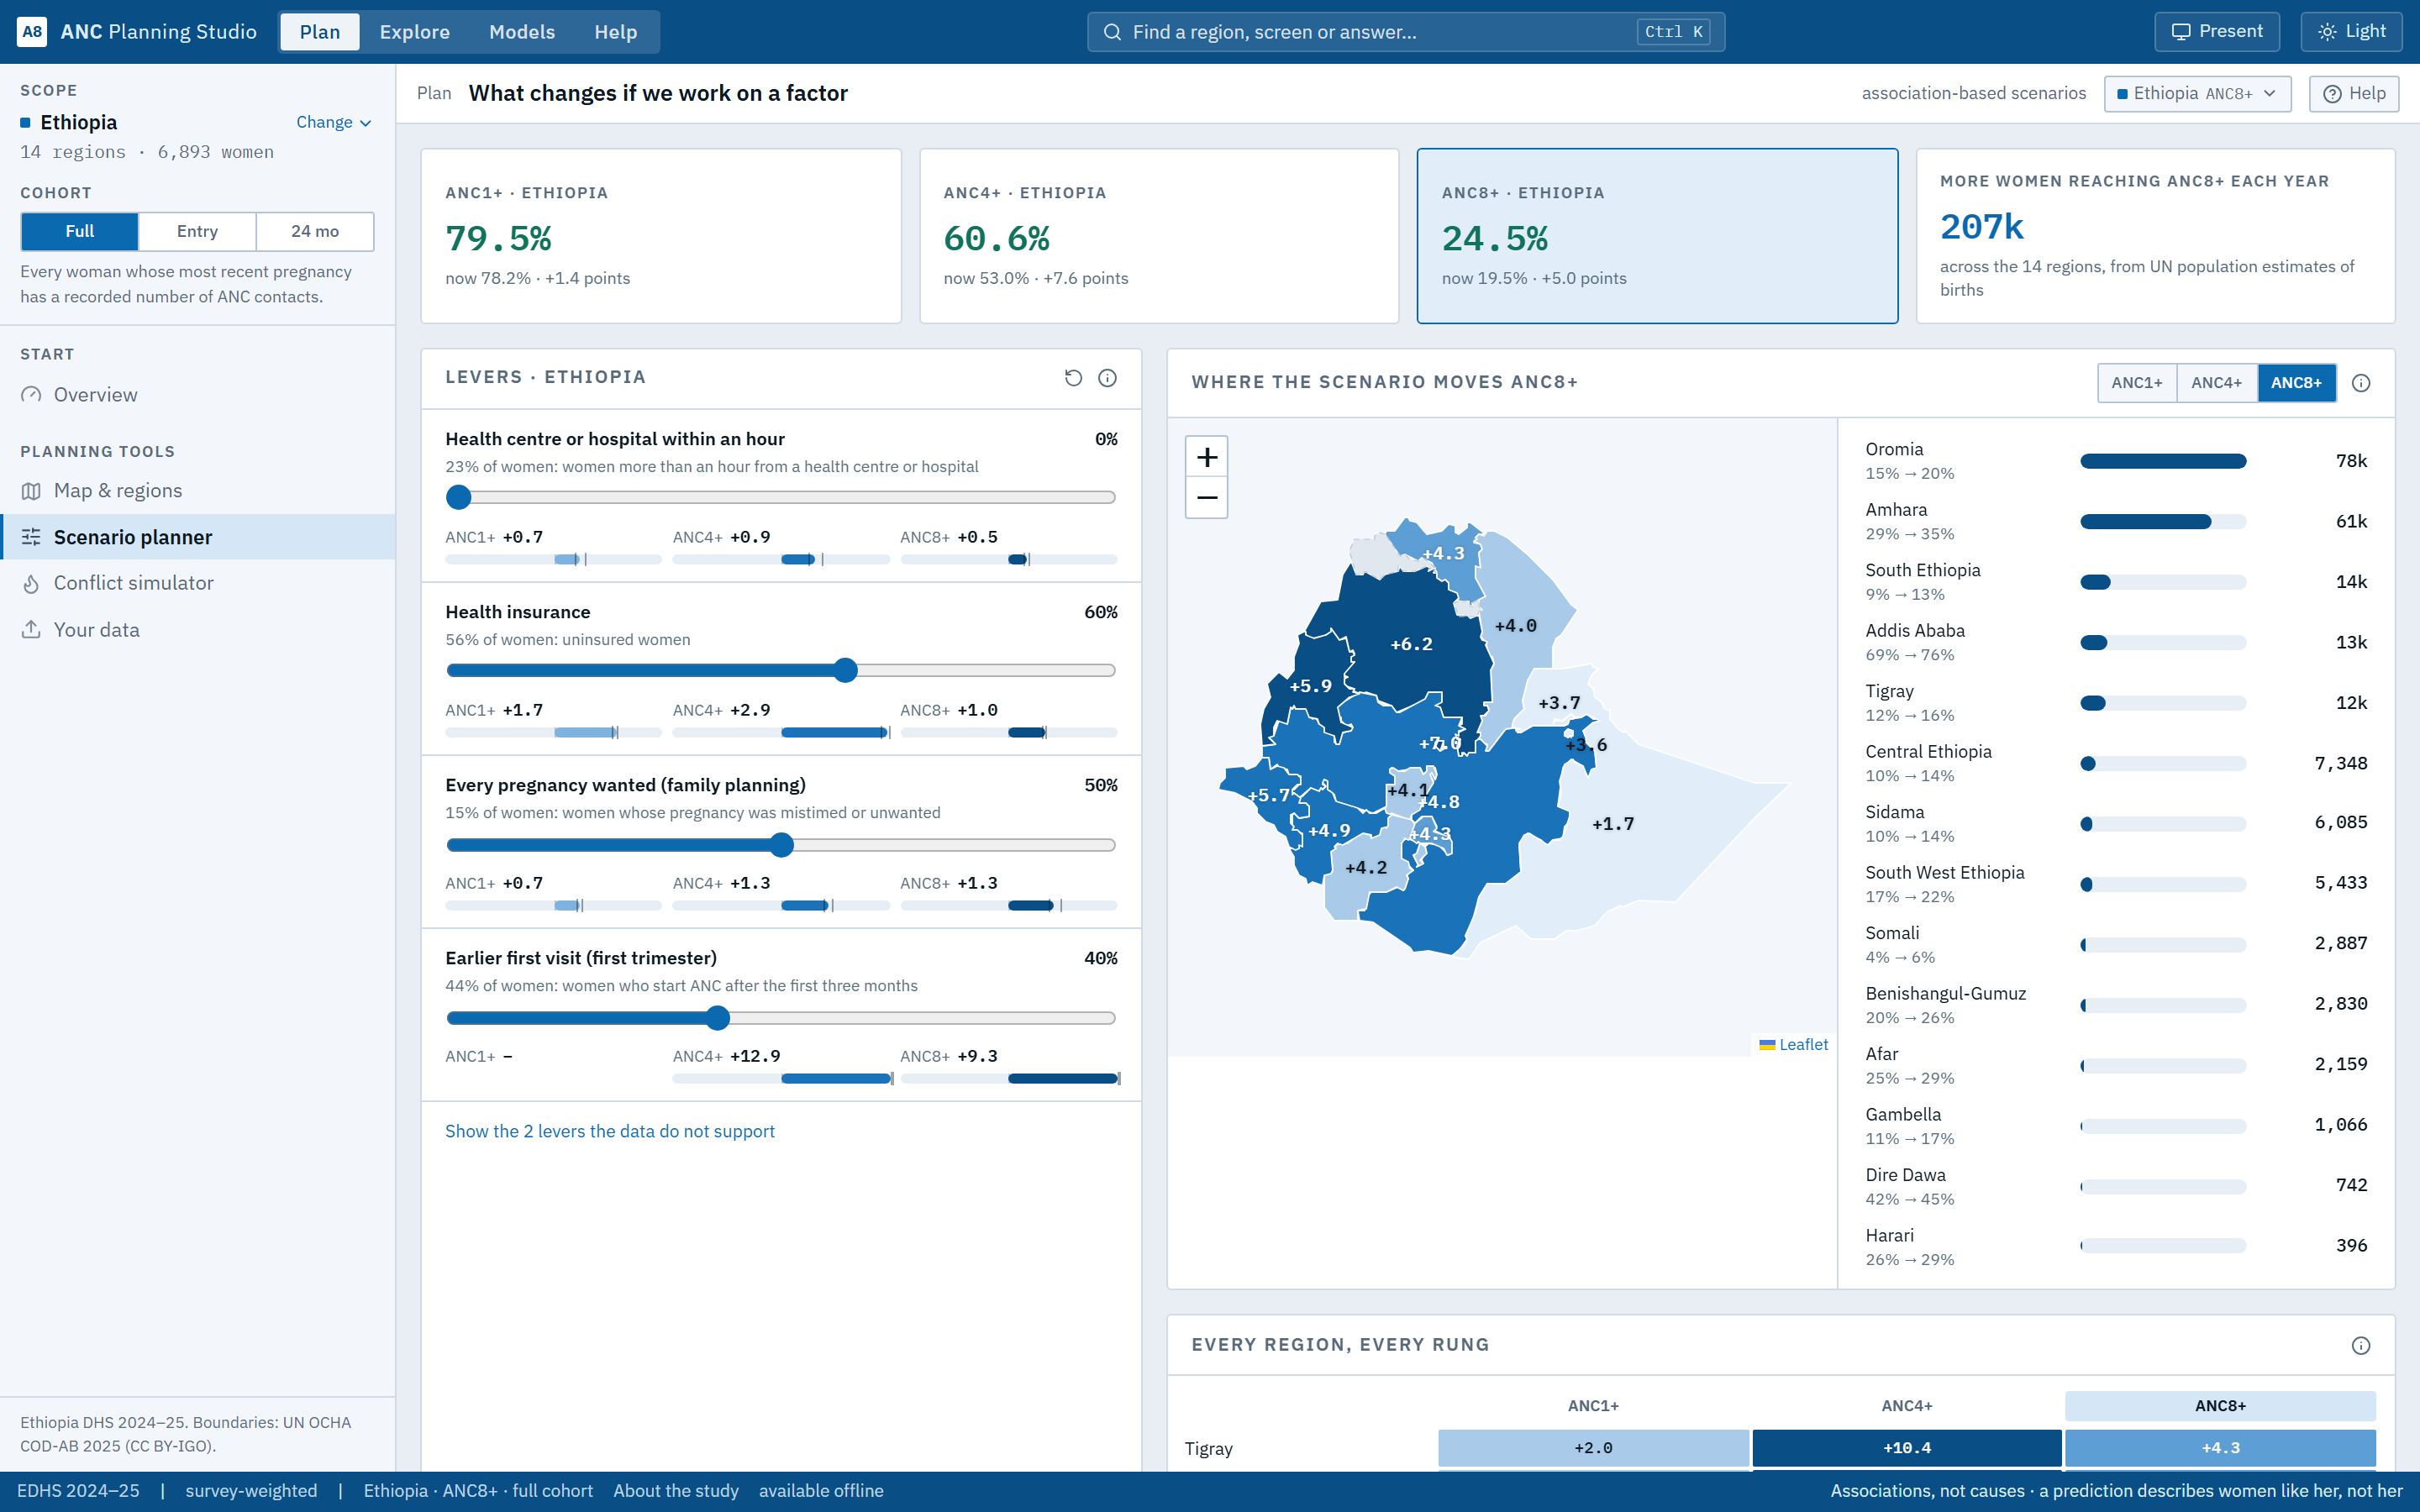 A8 ANC Planning Studio Plan Explore Models Help Find a region, screen or answer... Ctrl K Present Light
SCOPE
Ethiopia Change
14 regions · 6,893 women
COHORT
Full Entry 24 mo
Every woman whose most recent pregnancy
has a recorded number of ANC contacts.
START
Overview
PLANNING TOOLS
Map & regions
Scenario planner
Conflict simulator
Your data
Ethiopia DHS 2024–25. Boundaries: UN OCHA
COD-AB 2025 (CC BY-IGO).
Plan What changes if we work on a factor association-based scenarios Ethiopia ANC8+ Help
ANC1+ · ETHIOPIA
79.5%
now 78.2% · +1.4 points
ANC4+ · ETHIOPIA
60.6%
now 53.0% · +7.6 points
ANC8+ · ETHIOPIA
24.5%
now 19.5% · +5.0 points
MORE WOMEN REACHING ANC8+ EACH YEAR
207k
across the 14 regions, from UN population estimates of
births
LEVERS · ETHIOPIA
Health centre or hospital within an hour 0%
23% of women: women more than an hour from a health centre or hospital
ANC1+ +0.7 ANC4+ +0.9 ANC8+ +0.5
Health insurance 60%
56% of women: uninsured women
ANC1+ +1.7 ANC4+ +2.9 ANC8+ +1.0
Every pregnancy wanted (family planning) 50%
15% of women: women whose pregnancy was mistimed or unwanted
ANC1+ +0.7 ANC4+ +1.3 ANC8+ +1.3
Earlier first visit (first trimester) 40%
44% of women: women who start ANC after the first three months
ANC1+ – ANC4+ +12.9 ANC8+ +9.3
Show the 2 levers the data do not support
WHERE THE SCENARIO MOVES ANC8+ ANC1+ ANC4+ ANC8+
+
−
+4.3
+4.0
+6.2
+5.9
+3.7
+7.0
+3.6
+5.7
+4.1
+4.8
+1.7
+4.9
+4.3
+4.2
Leaflet
Oromia
15% → 20% 78k
Amhara
29% → 35% 61k
South Ethiopia
9% → 13% 14k
Addis Ababa
69% → 76% 13k
Tigray
12% → 16% 12k
Central Ethiopia
10% → 14% 7,348
Sidama
10% → 14% 6,085
South West Ethiopia
17% → 22% 5,433
Somali
4% → 6% 2,887
Benishangul-Gumuz
20% → 26% 2,830
Afar
25% → 29% 2,159
Gambella
11% → 17% 1,066
Dire Dawa
42% → 45% 742
Harari
26% → 29% 396
EVERY REGION, EVERY RUNG
ANC1+ ANC4+ ANC8+
Tigray +2.0 +10.4 +4.3
EDHS 2024–25 | survey-weighted | Ethiopia · ANC8+ · full cohort About the study available offline Associations, not causes · a prediction describes women like her, not her